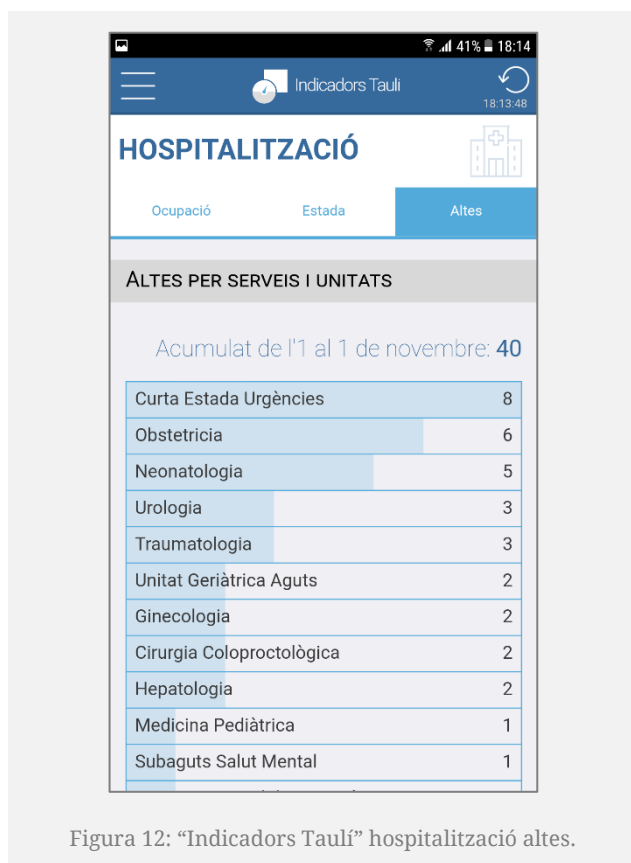 41% 18:14
Indicadors Tauli
18:13:48
HOSPITALITZACIÓ
Ocupació Estada Altes
ALTES PER SERVEIS I UNITATS
Acumulat de l'1 al 1 de novembre: 40
Curta Estada Urgències 8
Obstetricia 6
Neonatologia 5
Urologia 3
Traumatologia 3
Unitat Geriàtrica Aguts 2
Ginecologia 2
Cirurgia Coloproctològica 2
Hepatologia 2
Medicina Pediàtrica 1
Subaguts Salut Mental 1
Figura 12: “Indicadors Taulí” hospitalització altes.